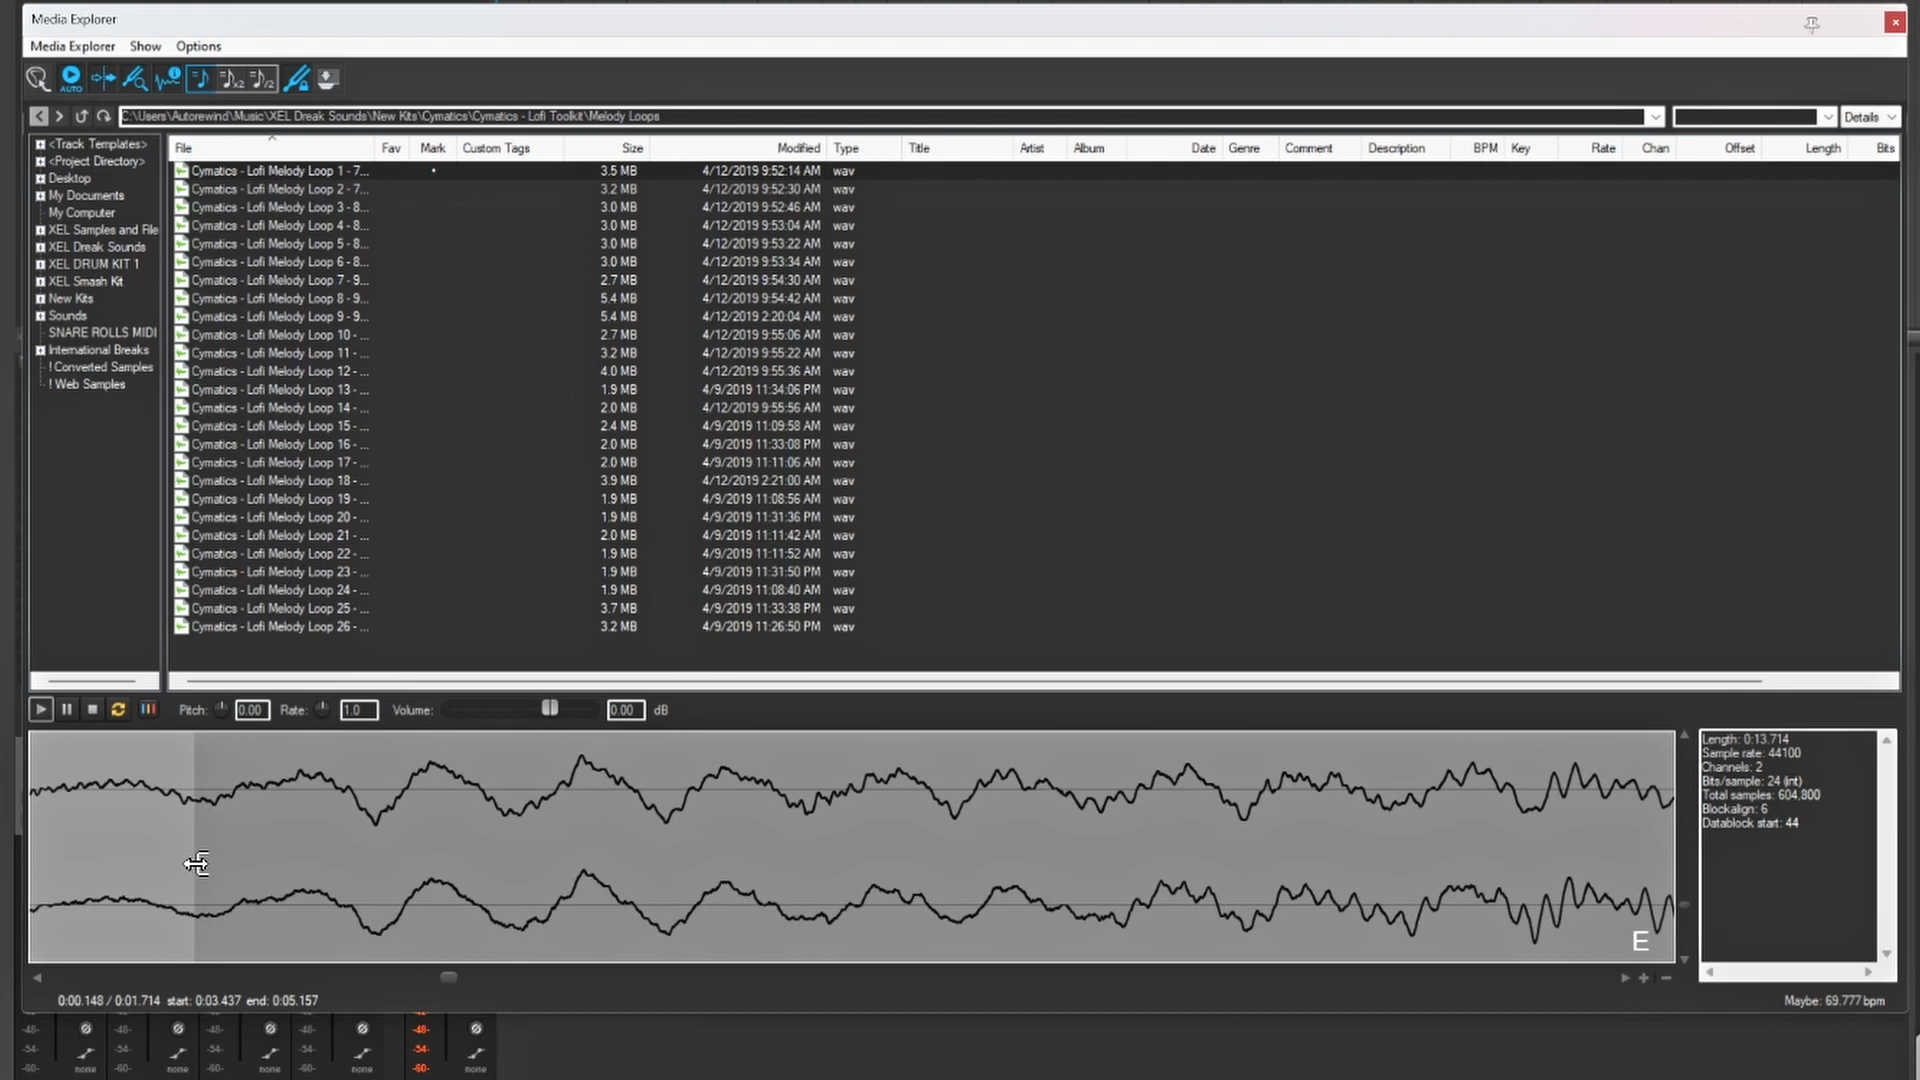 Media Explorer
Media Explorer Show Options
AUTO x2 /2
C:\Users\Autorewind\Music\XEL Dreak Sounds\New Kits\Cymatics\Cymatics - Lofi Toolkit\Melody Loops Details
<Track Templates>
<Project Directory>
Desktop
My Documents
My Computer
XEL Samples and File
XEL Dreak Sounds
XEL DRUM KIT 1
XEL Smash Kit
New Kits
Sounds
SNARE ROLLS MIDI
International Breaks
! Converted Samples
! Web Samples
File Fav Mark Custom Tags Size Modified Type Title Artist Album Date Genre Comment Description BPM Key Rate Chan Offset Length Bits
Cymatics - Lofi Melody Loop 1 - 7... 3.5 MB 4/12/2019 9:52:14 AM wav
Cymatics - Lofi Melody Loop 2 - 7... 3.2 MB 4/12/2019 9:52:30 AM wav
Cymatics - Lofi Melody Loop 3 - 8... 3.0 MB 4/12/2019 9:52:46 AM wav
Cymatics - Lofi Melody Loop 4 - 8... 3.0 MB 4/12/2019 9:53:04 AM wav
Cymatics - Lofi Melody Loop 5 - 8... 3.0 MB 4/12/2019 9:53:22 AM wav
Cymatics - Lofi Melody Loop 6 - 8... 3.0 MB 4/12/2019 9:53:34 AM wav
Cymatics - Lofi Melody Loop 7 - 9... 2.7 MB 4/12/2019 9:54:30 AM wav
Cymatics - Lofi Melody Loop 8 - 9... 5.4 MB 4/12/2019 9:54:42 AM wav
Cymatics - Lofi Melody Loop 9 - 9... 5.4 MB 4/12/2019 2:20:04 AM wav
Cymatics - Lofi Melody Loop 10 - ... 2.7 MB 4/12/2019 9:55:06 AM wav
Cymatics - Lofi Melody Loop 11 - ... 3.2 MB 4/12/2019 9:55:22 AM wav
Cymatics - Lofi Melody Loop 12 - ... 4.0 MB 4/12/2019 9:55:36 AM wav
Cymatics - Lofi Melody Loop 13 - ... 1.9 MB 4/9/2019 11:34:06 PM wav
Cymatics - Lofi Melody Loop 14 - ... 2.0 MB 4/12/2019 9:55:56 AM wav
Cymatics - Lofi Melody Loop 15 - ... 2.4 MB 4/9/2019 11:09:58 AM wav
Cymatics - Lofi Melody Loop 16 - ... 2.0 MB 4/9/2019 11:33:08 PM wav
Cymatics - Lofi Melody Loop 17 - ... 2.0 MB 4/9/2019 11:11:06 AM wav
Cymatics - Lofi Melody Loop 18 - ... 3.9 MB 4/12/2019 2:21:00 AM wav
Cymatics - Lofi Melody Loop 19 - ... 1.9 MB 4/9/2019 11:08:56 AM wav
Cymatics - Lofi Melody Loop 20 - ... 1.9 MB 4/9/2019 11:31:36 PM wav
Cymatics - Lofi Melody Loop 21 - ... 2.0 MB 4/9/2019 11:11:42 AM wav
Cymatics - Lofi Melody Loop 22 - ... 1.9 MB 4/9/2019 11:11:52 AM wav
Cymatics - Lofi Melody Loop 23 - ... 1.9 MB 4/9/2019 11:31:50 PM wav
Cymatics - Lofi Melody Loop 24 - ... 1.9 MB 4/9/2019 11:08:40 AM wav
Cymatics - Lofi Melody Loop 25 - ... 3.7 MB 4/9/2019 11:33:38 PM wav
Cymatics - Lofi Melody Loop 26 - ... 3.2 MB 4/9/2019 11:26:50 PM wav
Pitch: 0.00 Rate: 1.0 Volume: 0.00 dB
Length: 0:13.714
Sample rate: 44100
Channels: 2
Bits/sample: 24 (int)
Total samples: 604,800
Blockalign: 6
Datablock start: 44
E
0:00.148 / 0:01.714 start: 0:03.437 end: 0:05.157 Maybe: 69.777 bpm
-48- -48- -48- -48- -48-
-54- -54- -54- -54- -54-
-60- none -60- none -60- none -60- none -60- none